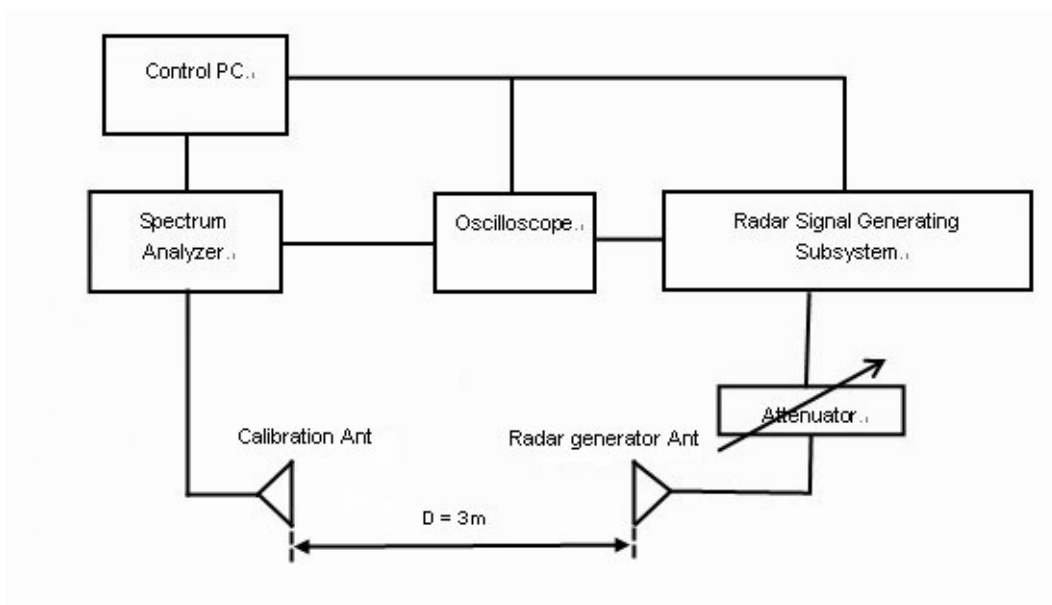 Control PC.
Spectrum
Analyzer.
Oscilloscope.
Radar Signal Generating
Subsystem.
Attenuator.
Calibration Ant
Radar generator Ant
D = 3m